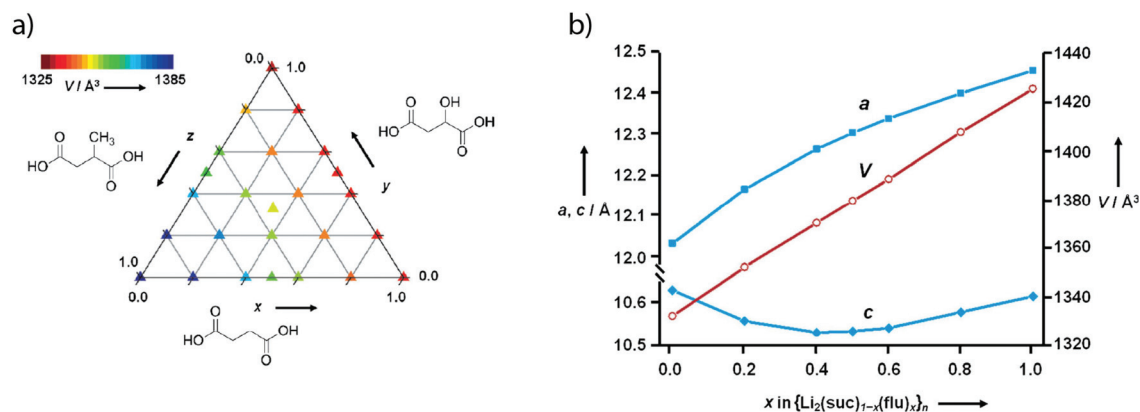 a)
1325
1385
V / Å³
0.0
1.0
CH₃
O
OH
HO
O
z
OH
O
OH
HO
O
y
1.0
0.0
0.0
x
1.0
O
OH
HO
O
b)
12.5
12.4
12.3
12.2
a, c / Å
12.1
12.0
10.6
10.5
a
V
c
1440
1420
1400
V / Å³
1380
1360
1340
1320
0.0 0.2 0.4 0.6 0.8 1.0
x in {Li₂(suc)₁₋ₓ(flu)ₓ}ₙ